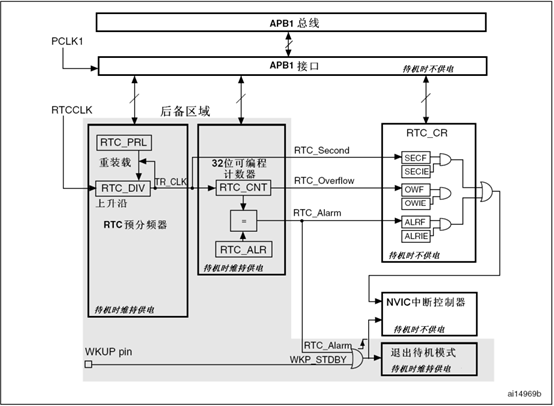 APB1 总线
PCLK1
APB1 接口
待机时不供电
RTCCLK
后备区域
RTC_PRL
重装载
RTC_DIV
上升沿
TR_CLK
RTC预分频器
待机时维持供电
32位可编程
计数器
RTC_CNT
=
RTC_ALR
待机时维持供电
RTC_Second
RTC_Overflow
RTC_Alarm
RTC_CR
SECF
SECIE
OWF
OWIE
ALRF
ALRIE
待机时不供电
NVIC中断控制器
待机时不供电
WKUP pin
RTC_Alarm
WKP_STDBY
退出待机模式
待机时维持供电
ai14969b